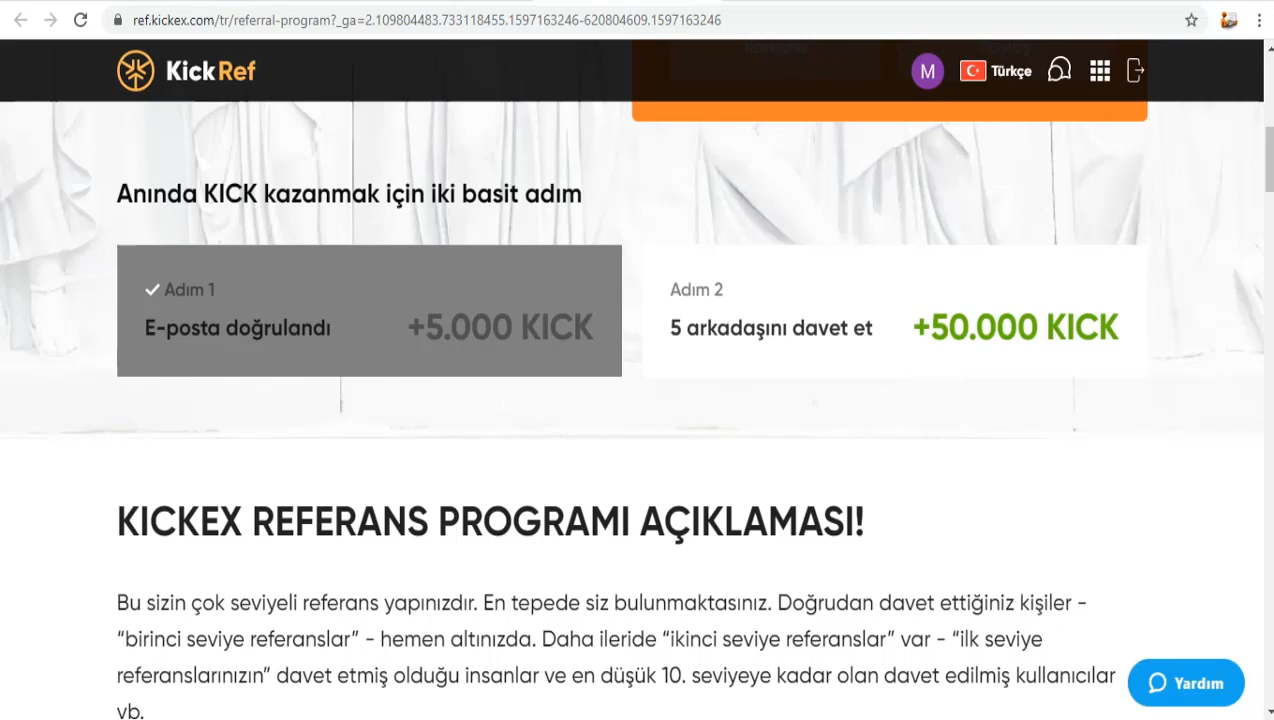 ref.kickex.com/tr/referral-program?_ga=2.109804483.733118455.1597163246-620804609.1597163246
KickRef
M
Türkçe
Anında KICK kazanmak için iki basit adım
Adım 1
E-posta doğrulandı
+5.000 KICK
Adım 2
5 arkadaşını davet et
+50.000 KICK
KICKEX REFERANS PROGRAMI AÇIKLAMASI!
Bu sizin çok seviyeli referans yapınızdır. En tepede siz bulunmaktasınız. Doğrudan davet ettiğiniz kişiler -
“birinci seviye referanslar” - hemen altınızda. Daha ileride “ikinci seviye referanslar” var - “ilk seviye
referanslarınızın” davet etmiş olduğu insanlar ve en düşük 10. seviyeye kadar olan davet edilmiş kullanıcılar
vb.
Yardım